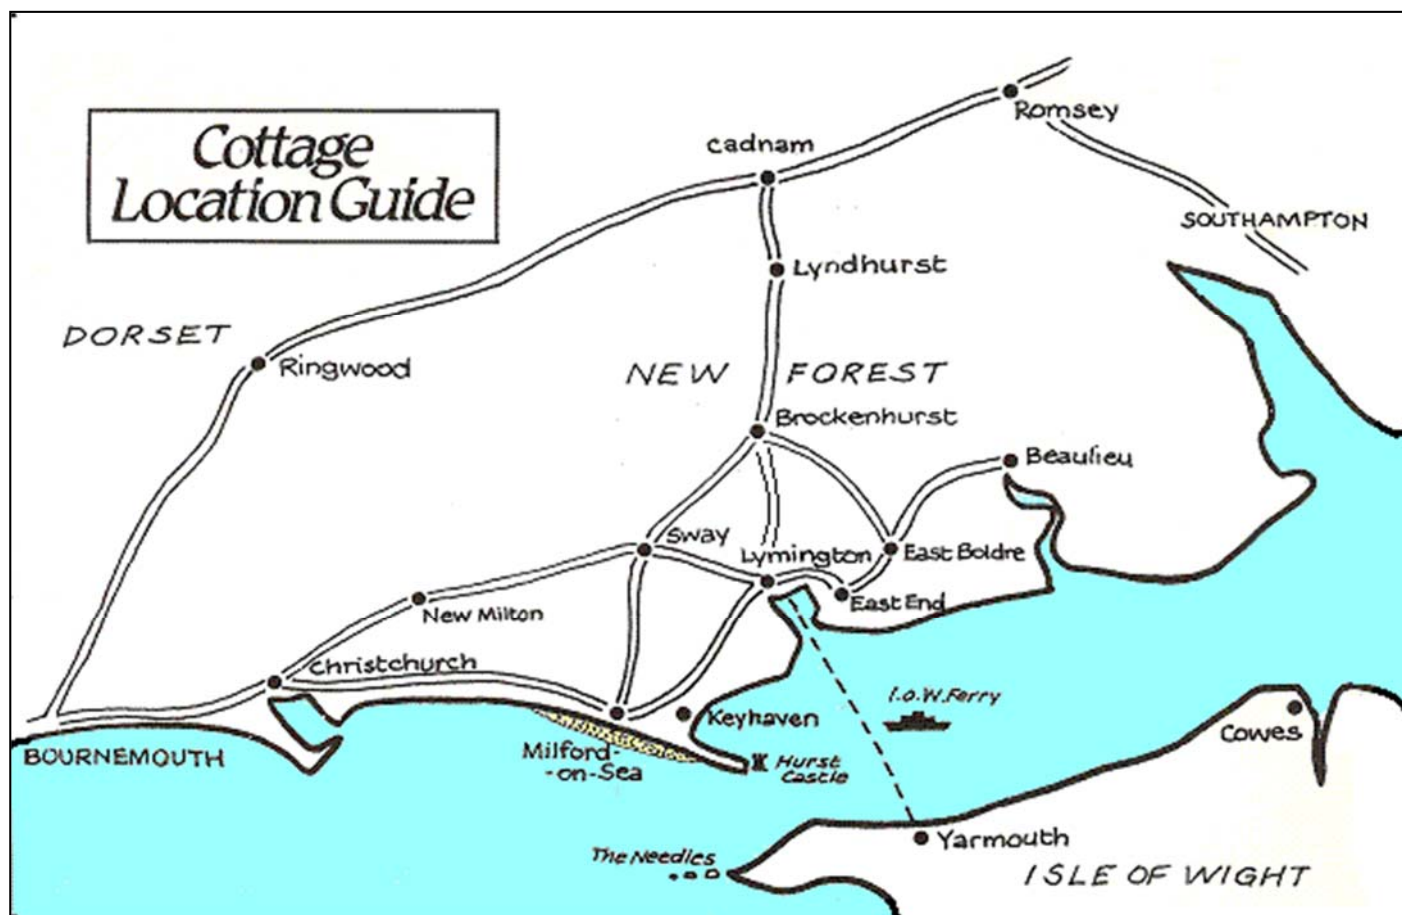 Cottage
Location Guide
Romsey
Cadnam
SOUTHAMPTON
Lyndhurst
DORSET
Ringwood
NEW FOREST
Brockenhurst
Beaulieu
Sway
Lymington
East Boldre
East End
New Milton
Christchurch
I.o.W.Ferry
Keyhaven
Cowes
BOURNEMOUTH
Milford-
-on-Sea
Hurst
Castle
Yarmouth
The Needles
ISLE OF WIGHT